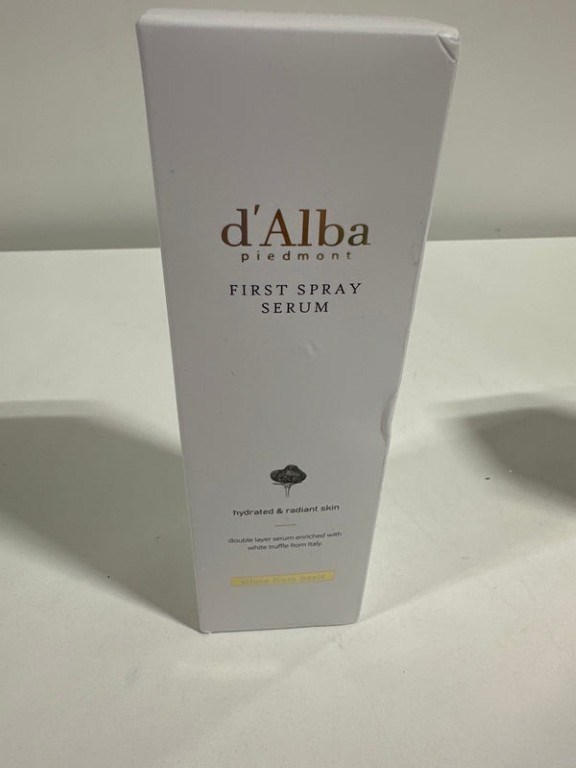 d'Alba
piedmont
FIRST SPRAY
SERUM
hydrated & radiant skin
double layer serum enriched with
white truffle from Italy.